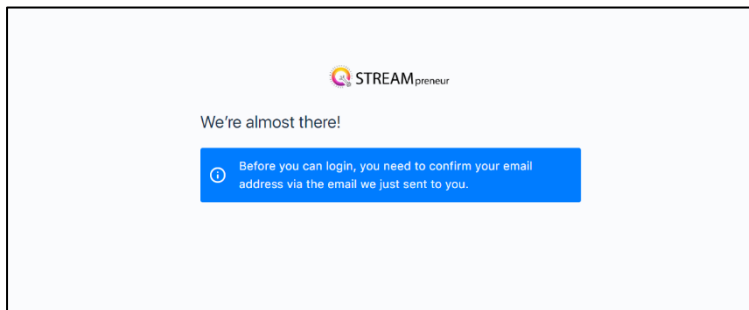 STREAMpreneur
We're almost there!
Before you can login, you need to confirm your email
address via the email we just sent to you.